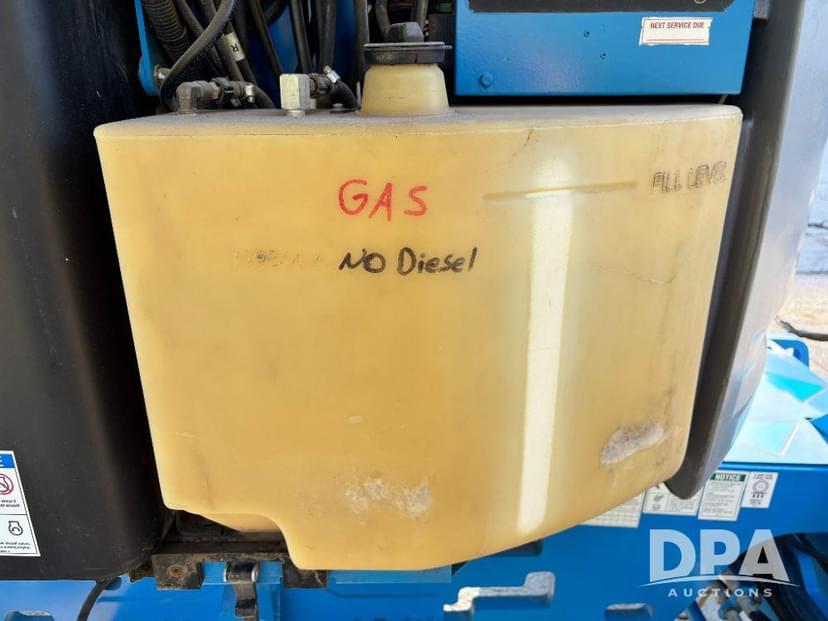 NEXT SERVICE DUE
GAS
FILL LEVEL
NO Diesel
NOTICE
DPA
AUCTIONS